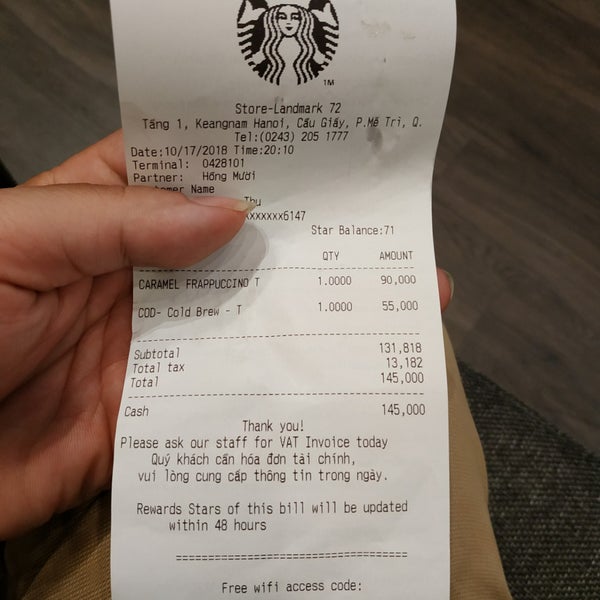 TM
Store-Landmark 72
Tầng 1, Keangnam Hanoi, Cầu Giấy, P.Mễ Trì, Q.
Tel:(0243) 205 1777
Date:10/17/2018 Time:20:10
Terminal: 0428101
Partner: Hồng Mười
Name
Thu
xxxxxx6147
Star Balance:71
QTY AMOUNT
CARAMEL FRAPPUCCINO T 1.0000 90,000
COD- Cold Brew - T 1.0000 55,000
Subtotal 131,818
Total tax 13,182
Total 145,000
Cash 145,000
Thank you!
Please ask our staff for VAT Invoice today
Quý khách cần hóa đơn tài chính,
vui lòng cung cấp thông tin trong ngày.
Rewards Stars of this bill will be updated
within 48 hours
Free wifi access code: